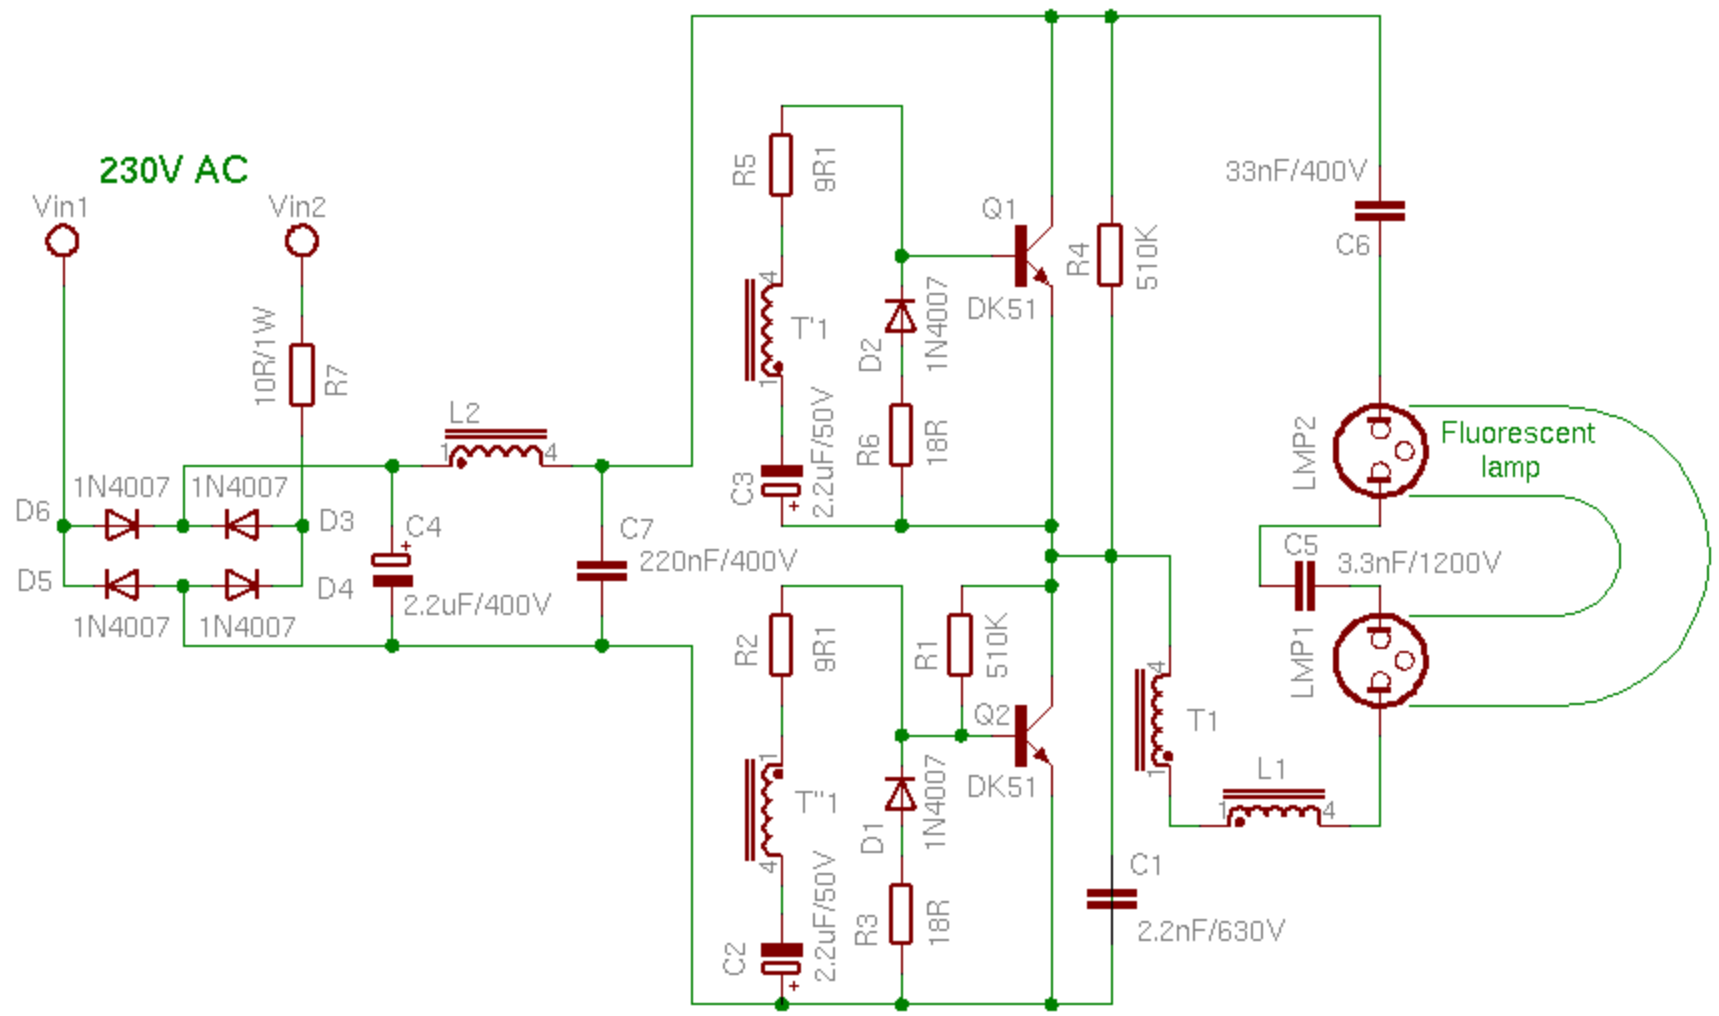 230V AC
Vin1
Vin2
10R/1W
R7
D6
1N4007
1N4007
D3
D5
1N4007
1N4007
D4
L2
1
4
C4
+
2.2uF/400V
C7
220nF/400V
R5
9R1
4
T'1
1
C3
2.2uF/50V
+
D2
1N4007
R6
18R
Q1
DK51
R4
510K
33nF/400V
C6
LMP2
Fluorescent
lamp
C5
3.3nF/1200V
LMP1
R2
9R1
1
T"1
4
C2
2.2uF/50V
+
R1
510K
Q2
DK51
D1
1N4007
R3
18R
4
T1
1
L1
1
4
C1
2.2nF/630V